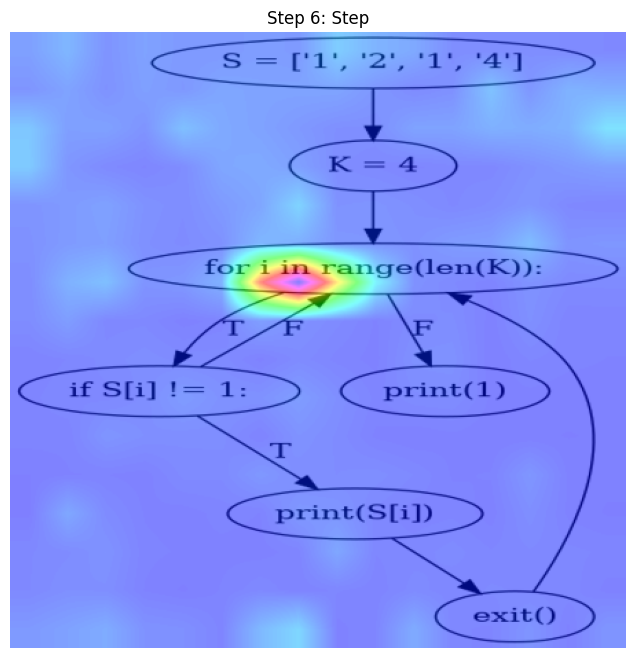 Step 6: Step
S = ['1', '2', '1', '4']
K = 4
for i in range(len(K)):
T
F
F
if S[i] != 1:
print(1)
T
print(S[i])
exit()